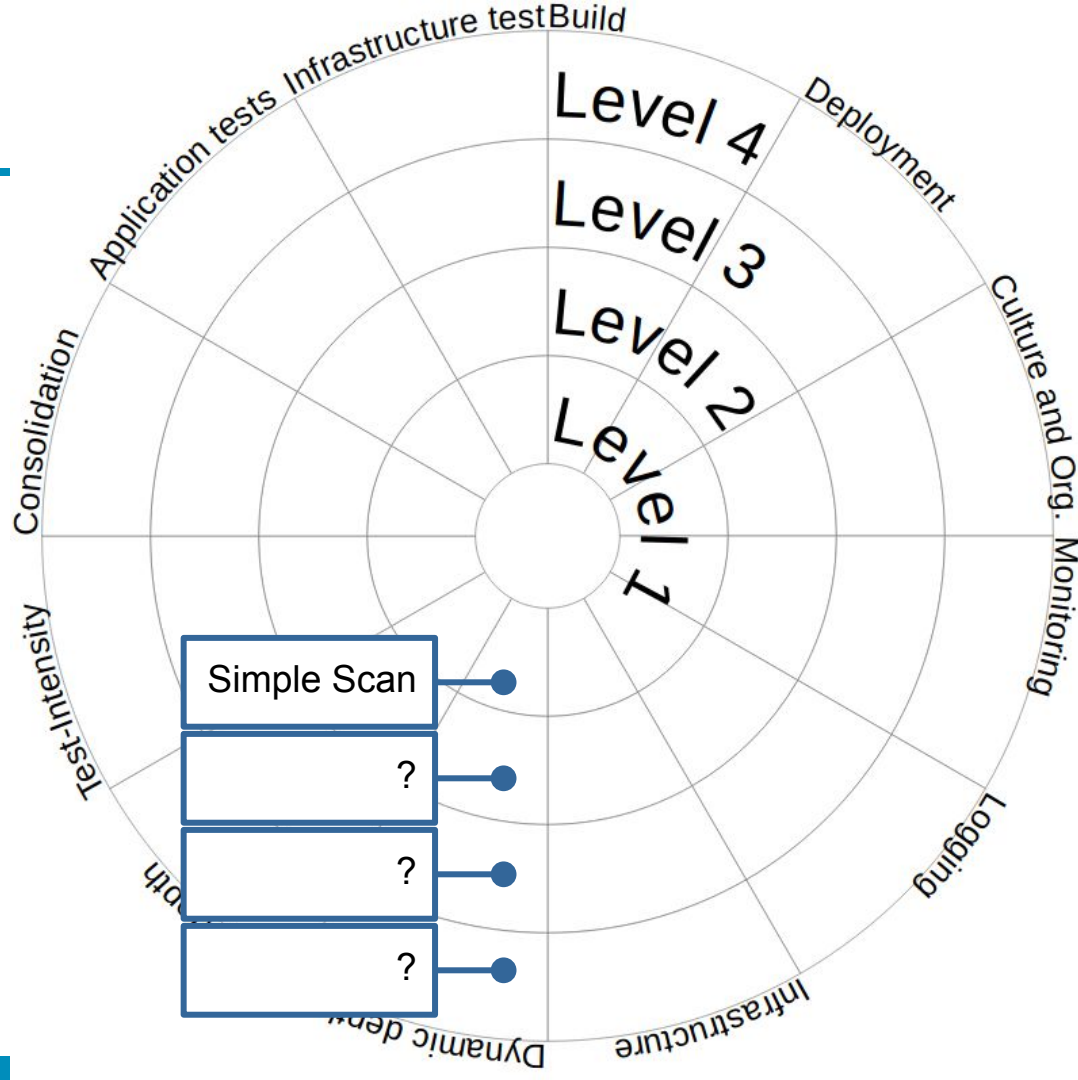 Infrastructure test
Build
Deployment
Culture and Org.
Monitoring
Logging
Infrastructure
Dynamic
Test-Intensity
Consolidation
Application tests
Level 4
Level 3
Level 2
Level 1
Simple Scan
?
?
?